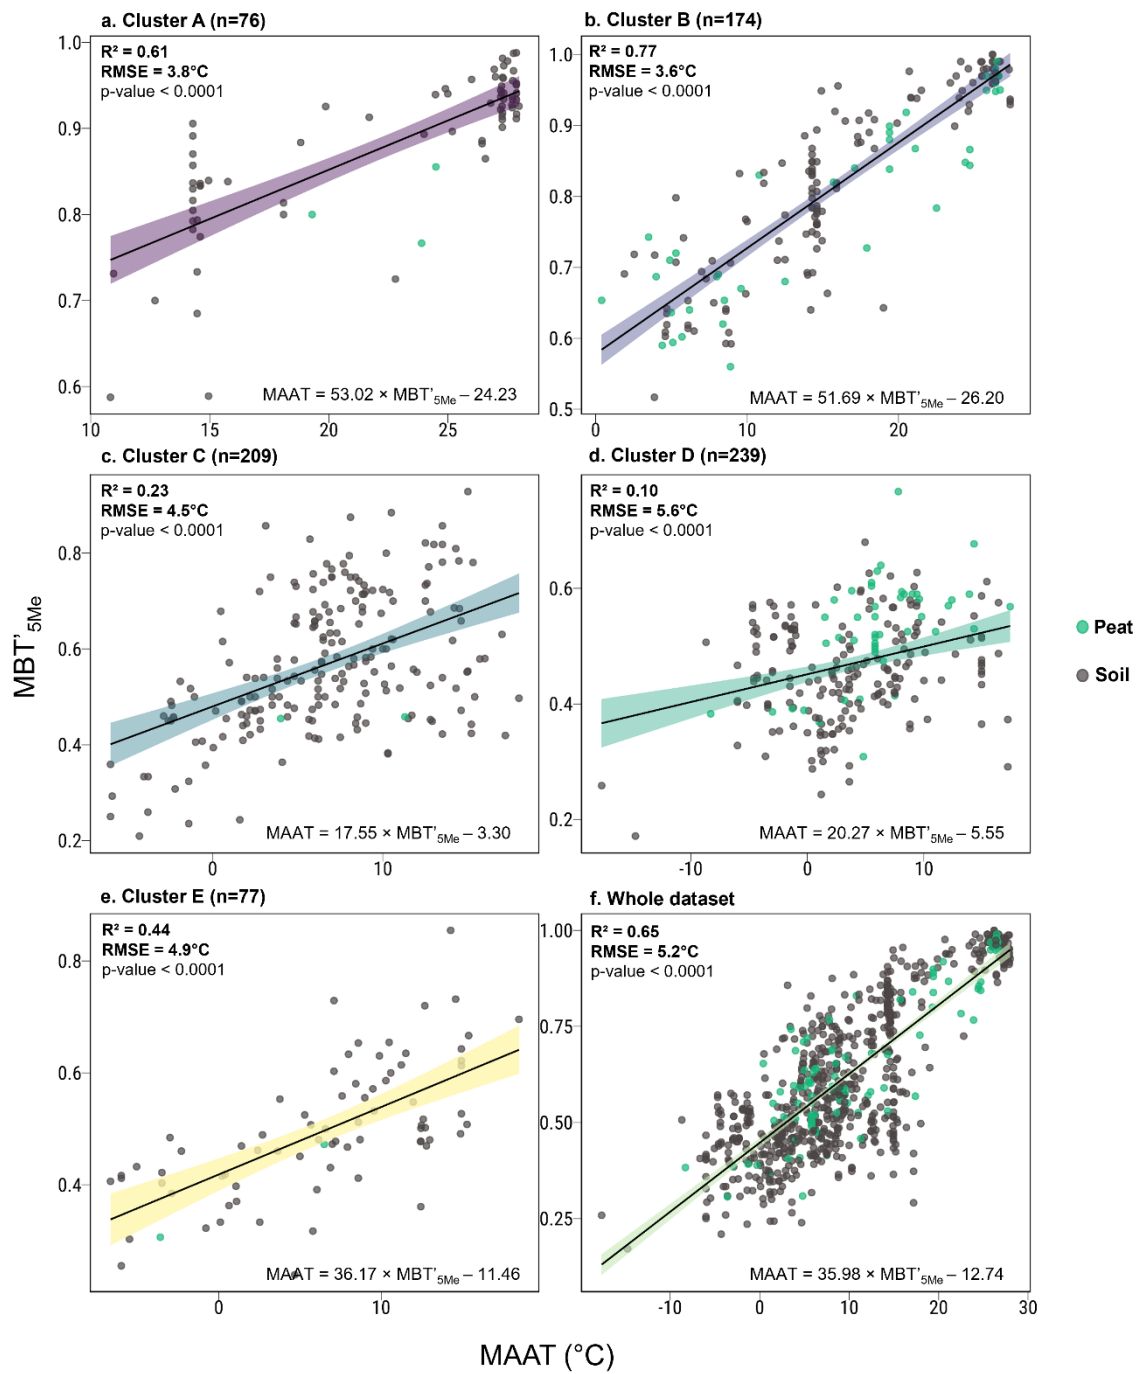 a. Cluster A (n=76)
R² = 0.61
RMSE = 3.8°C
p-value < 0.0001
1.0
0.9
0.8
0.7
0.6
MAAT = 53.02 × MBT’5Me – 24.23
10
15
20
25
b. Cluster B (n=174)
R² = 0.77
RMSE = 3.6°C
p-value < 0.0001
1.0
0.9
0.8
0.7
0.6
0.5
MAAT = 51.69 × MBT’5Me – 26.20
0
10
20
c. Cluster C (n=209)
R² = 0.23
RMSE = 4.5°C
p-value < 0.0001
0.8
0.6
0.4
0.2
MAAT = 17.55 × MBT’5Me – 3.30
0
10
d. Cluster D (n=239)
R² = 0.10
RMSE = 5.6°C
p-value < 0.0001
0.6
0.4
0.2
MAAT = 20.27 × MBT’5Me – 5.55
-10
0
10
MBT’5Me
Peat
Soil
e. Cluster E (n=77)
R² = 0.44
RMSE = 4.9°C
p-value < 0.0001
0.8
0.6
0.4
MAAT = 36.17 × MBT’5Me – 11.46
0
10
f. Whole dataset
R² = 0.65
RMSE = 5.2°C
p-value < 0.0001
1.00
0.75
0.50
0.25
MAAT = 35.98 × MBT’5Me – 12.74
-10
0
10
20
30
MAAT (°C)